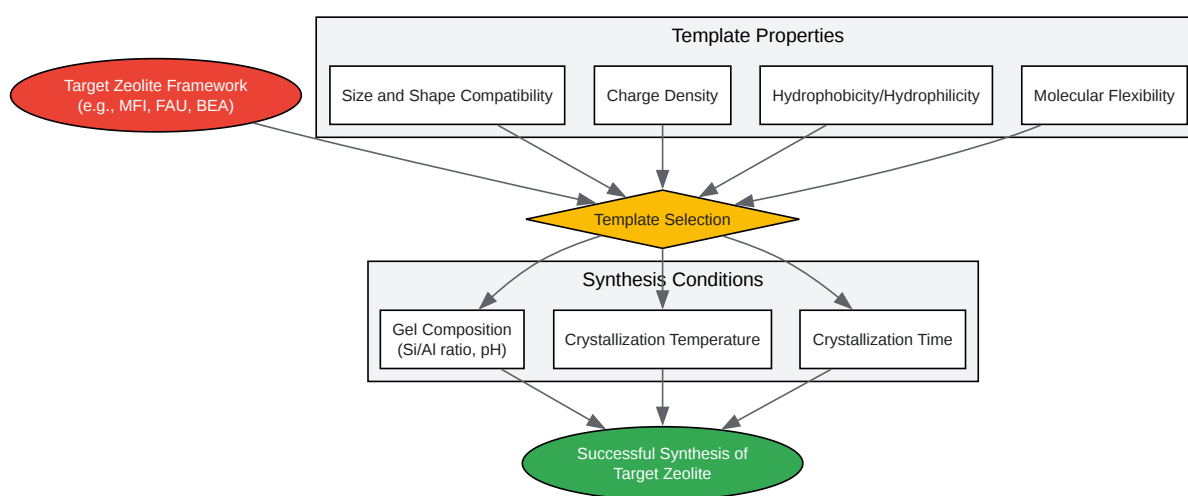 Template Properties
Target Zeolite Framework
(e.g., MFI, FAU, BEA)
Size and Shape Compatibility
Charge Density
Hydrophobicity/Hydrophilicity
Molecular Flexibility
Template Selection
Synthesis Conditions
Gel Composition
(Si/Al ratio, pH)
Crystallization Temperature
Crystallization Time
Successful Synthesis of
Target Zeolite